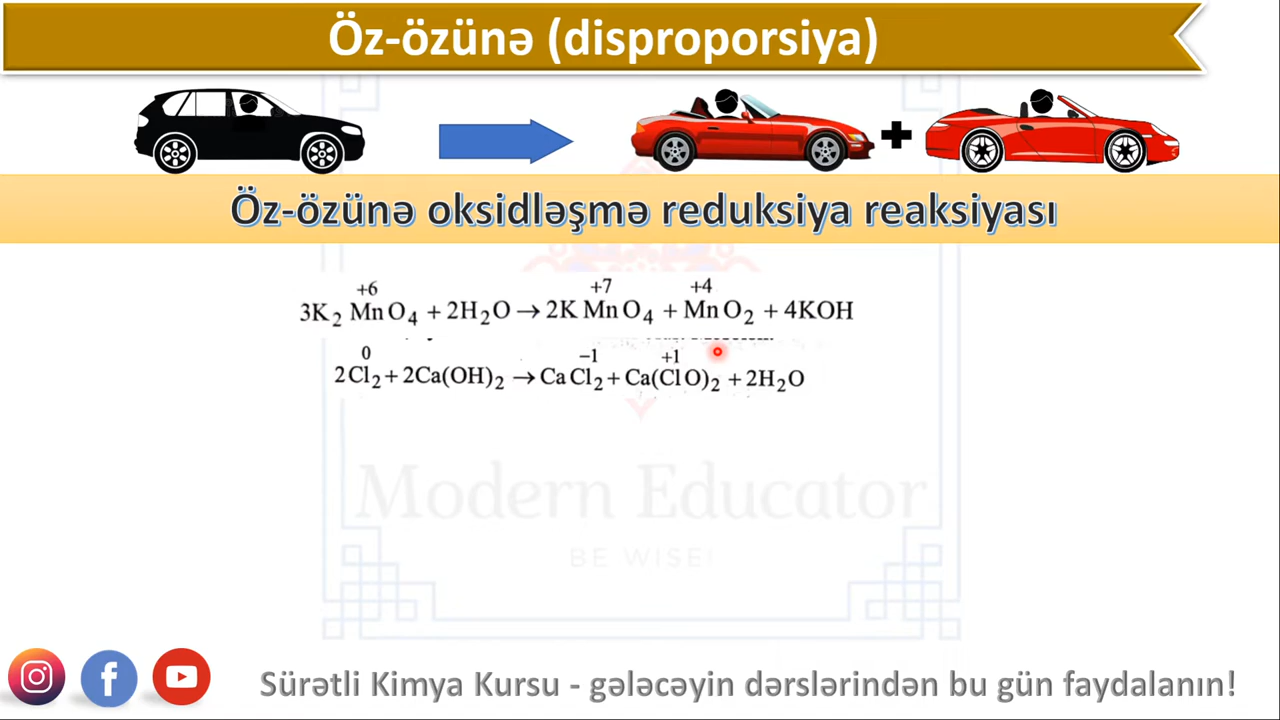 Öz-özünə (disproporsiya)
+
Öz-özünə oksidləşmə reduksiya reaksiyası
+6 +7 +4
3K₂MnO₄ + 2H₂O → 2KMnO₄ + MnO₂ + 4KOH
0 −1 +1
2Cl₂ + 2Ca(OH)₂ → CaCl₂ + Ca(ClO)₂ + 2H₂O
Modern Educator
BE WISE!
Sürətli Kimya Kursu - gələcəyin dərslərindən bu gün faydalanın!